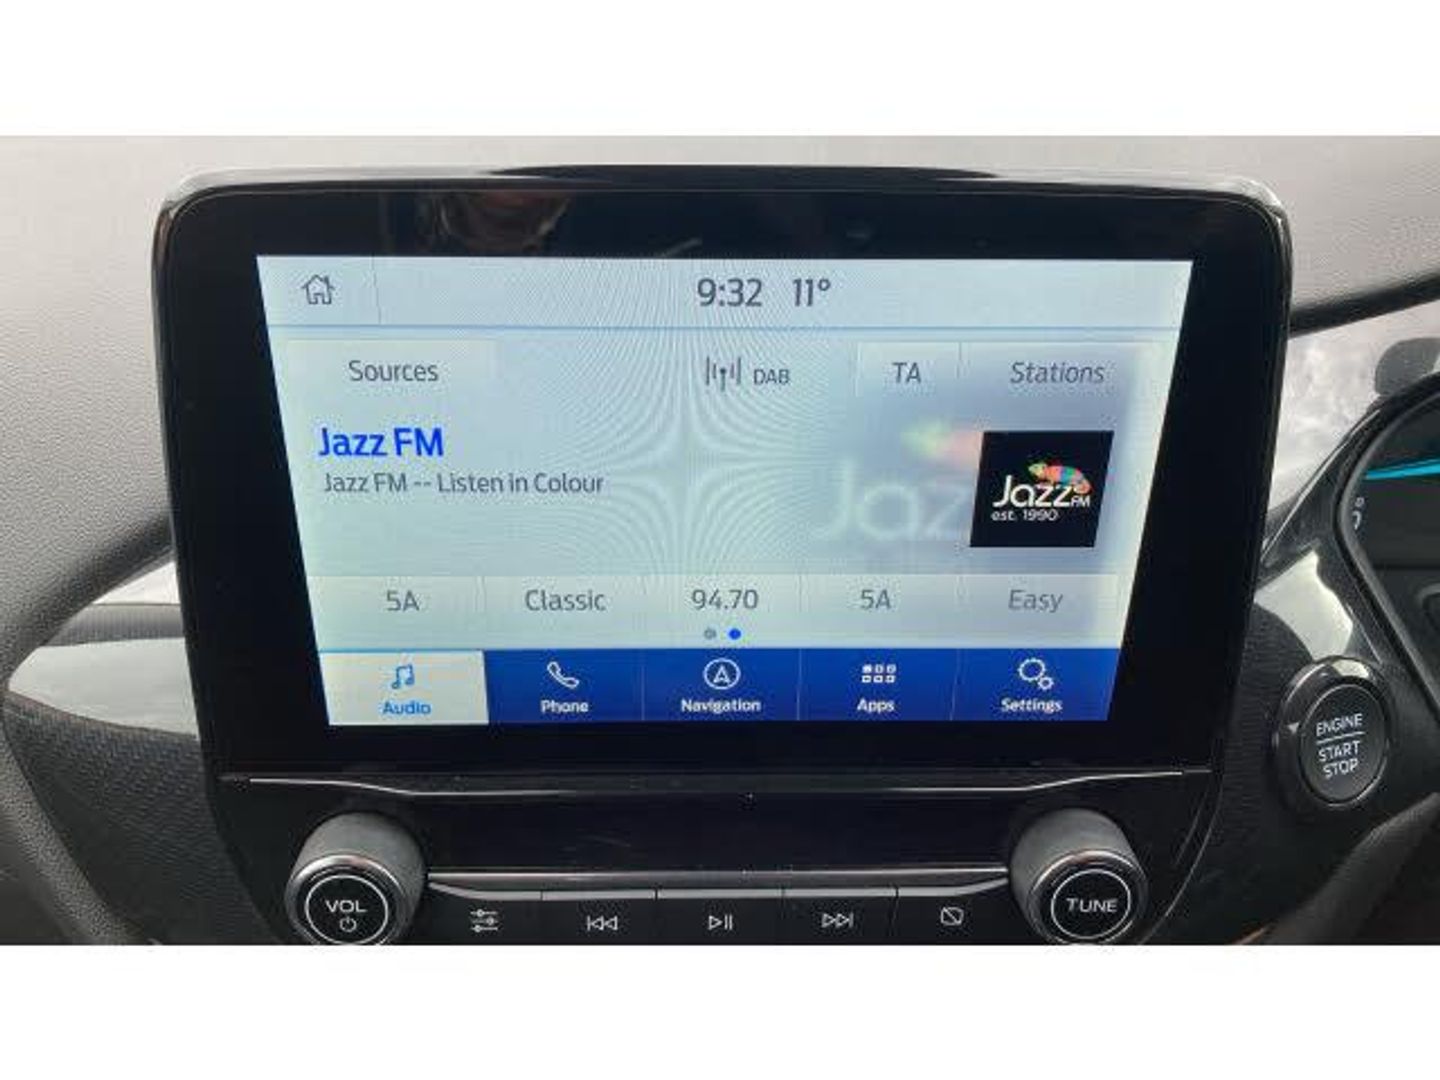 9:32 11°
Sources DAB TA Stations
Jazz FM
Jazz FM -- Listen in Colour
Jaz
Jazz FM
est. 1990
5A Classic 94.70 5A Easy
Audio Phone Navigation Apps Settings
ENGINE
START
STOP
VOL
TUNE